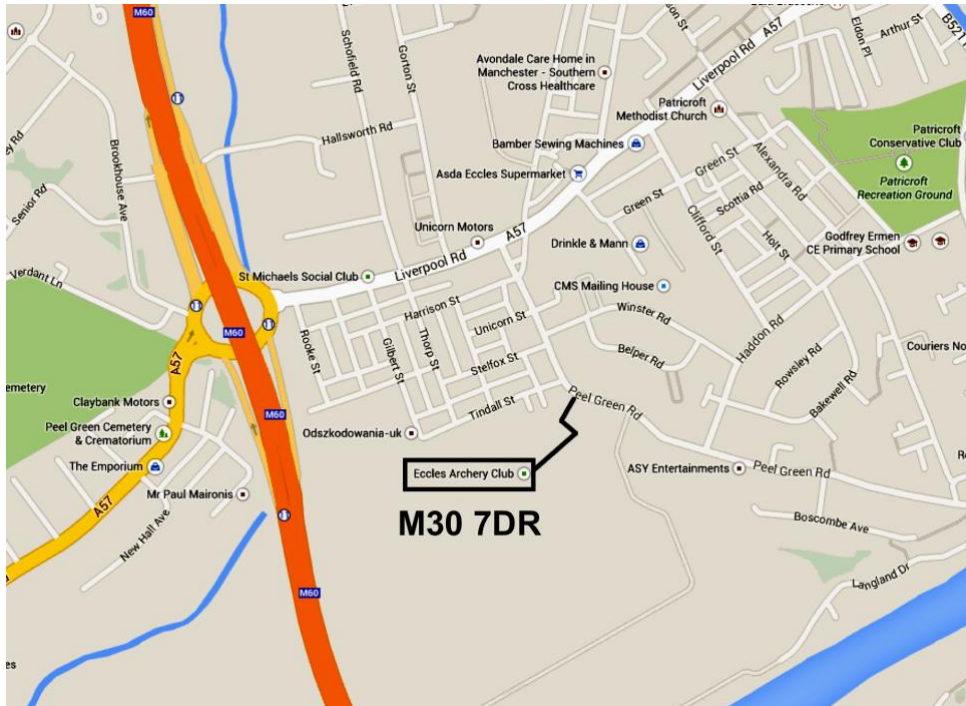 M60
Schofield Rd
Gorton St
Liverpool Rd
A57
Arthur St
Eldon Pl
Avondale Care Home in
Manchester - Southern
Cross Healthcare
Patricroft
Methodist Church
Patricroft
Conservative Club
Patricroft
Recreation Ground
Hallsworth Rd
Bamber Sewing Machines
Green St
Alexandra Rd
Brookhouse Ave
Asda Eccles Supermarket
Scottia Rd
Senior Rd
Green St
Clifford St
Holt St
Unicorn Motors
A57
Drinkle & Mann
Godfrey Ermen
CE Primary School
Liverpool Rd
St Michaels Social Club
Verdant Ln
CMS Mailing House
Harrison St
Unicorn St
Winster Rd
M60
Rooke St
Gilbert St
Thorp St
Haddon Rd
Couriers No
Stelfox St
Belper Rd
Rowsley Rd
A57
emetery
Claybank Motors
Tindall St
Peel Green Rd
Bakewell Rd
Peel Green Cemetery
& Crematorium
Odszkodowania-uk
The Emporium
Eccles Archery Club
ASY Entertainments
Peel Green Rd
Mr Paul Maironis
A57
M30 7DR
New Hall Ave
Boscombe Ave
Langland Dr
M60
es